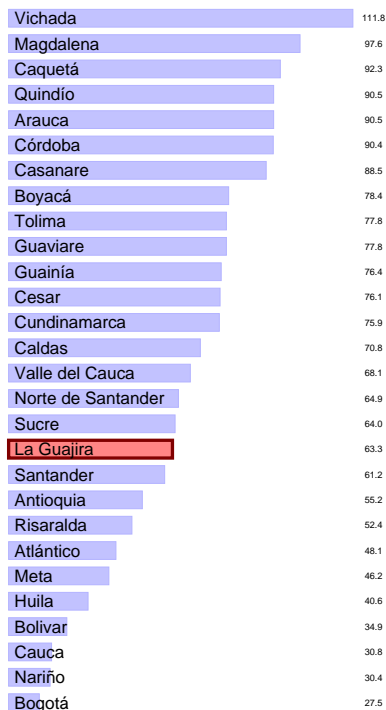 Vichada 111.8
Magdalena 97.6
Caquetá 92.3
Quindío 90.5
Arauca 90.5
Córdoba 90.4
Casanare 88.5
Boyacá 78.4
Tolima 77.8
Guaviare 77.8
Guainía 76.4
Cesar 76.1
Cundinamarca 75.9
Caldas 70.8
Valle del Cauca 68.1
Norte de Santander 64.9
Sucre 64.0
La Guajira 63.3
Santander 61.2
Antioquia 55.2
Risaralda 52.4
Atlántico 48.1
Meta 46.2
Huila 40.6
Bolivar 34.9
Cauca 30.8
Nariño 30.4
Bogotá 27.5